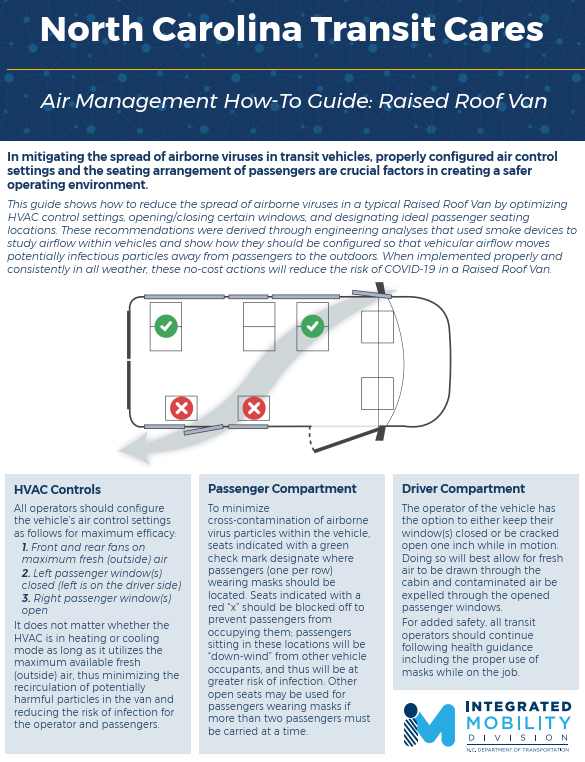 North Carolina Transit Cares
Air Management How-To Guide: Raised Roof Van
In mitigating the spread of airborne viruses in transit vehicles, properly configured air control
settings and the seating arrangement of passengers are crucial factors in creating a safer
operating environment.
This guide shows how to reduce the spread of airborne viruses in a typical Raised Roof Van by optimizing
HVAC control settings, opening/closing certain windows, and designating ideal passenger seating
locations. These recommendations were derived through engineering analyses that used smoke devices to
study airflow within vehicles and show how they should be configured so that vehicular airflow moves
potentially infectious particles away from passengers to the outdoors. When implemented properly and
consistently in all weather, these no-cost actions will reduce the risk of COVID-19 in a Raised Roof Van.
HVAC Controls
All operators should configure
the vehicle's air control settings
as follows for maximum efficacy:
1. Front and rear fans on
maximum fresh (outside) air
2. Left passenger window(s)
closed (left is on the driver side)
3. Right passenger window(s)
open
It does not matter whether the
HVAC is in heating or cooling
mode as long as it utilizes the
maximum available fresh
(outside) air, thus minimizing the
recirculation of potentially
harmful particles in the van and
reducing the risk of infection for
the operator and passengers.
Passenger Compartment
To minimize
cross-contamination of airborne
virus particles within the vehicle,
seats indicated with a green
check mark designate where
passengers (one per row)
wearing masks should be
located. Seats indicated with a
red "x" should be blocked off to
prevent passengers from
occupying them; passengers
sitting in these locations will be
"down-wind" from other vehicle
occupants, and thus will be at
greater risk of infection. Other
open seats may be used for
passengers wearing masks if
more than two passengers must
be carried at a time.
Driver Compartment
The operator of the vehicle has
the option to either keep their
window(s) closed or be cracked
open one inch while in motion.
Doing so will best allow for fresh
air to be drawn through the
cabin and contaminated air be
expelled through the opened
passenger windows.
For added safety, all transit
operators should continue
following health guidance
including the proper use of
masks while on the job.
INTEGRATED
MOBILITY
DIVISION
N.C. DEPARTMENT OF TRANSPORTATION